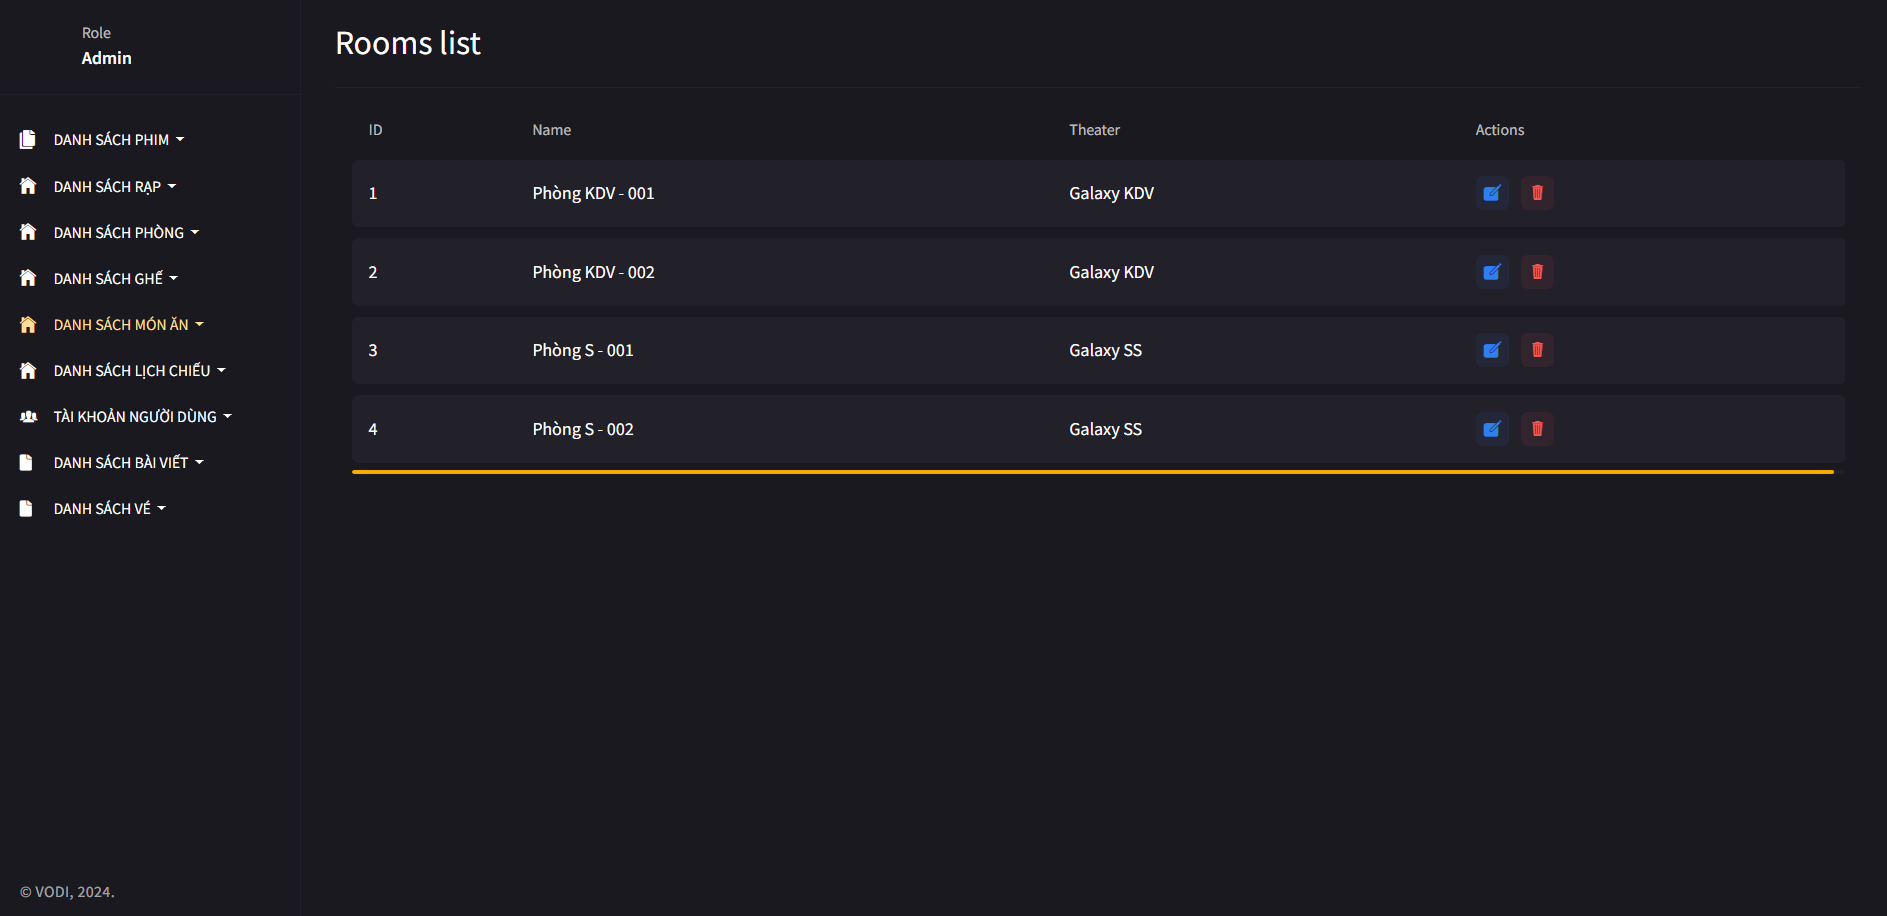 Role
Admin
DANH SÁCH PHIM
DANH SÁCH RẠP
DANH SÁCH PHÒNG
DANH SÁCH GHẾ
DANH SÁCH MÓN ĂN
DANH SÁCH LỊCH CHIẾU
TÀI KHOẢN NGƯỜI DÙNG
DANH SÁCH BÀI VIẾT
DANH SÁCH VÉ
© VODI, 2024.
Rooms list
ID Name Theater Actions
1 Phòng KDV - 001 Galaxy KDV
2 Phòng KDV - 002 Galaxy KDV
3 Phòng S - 001 Galaxy SS
4 Phòng S - 002 Galaxy SS